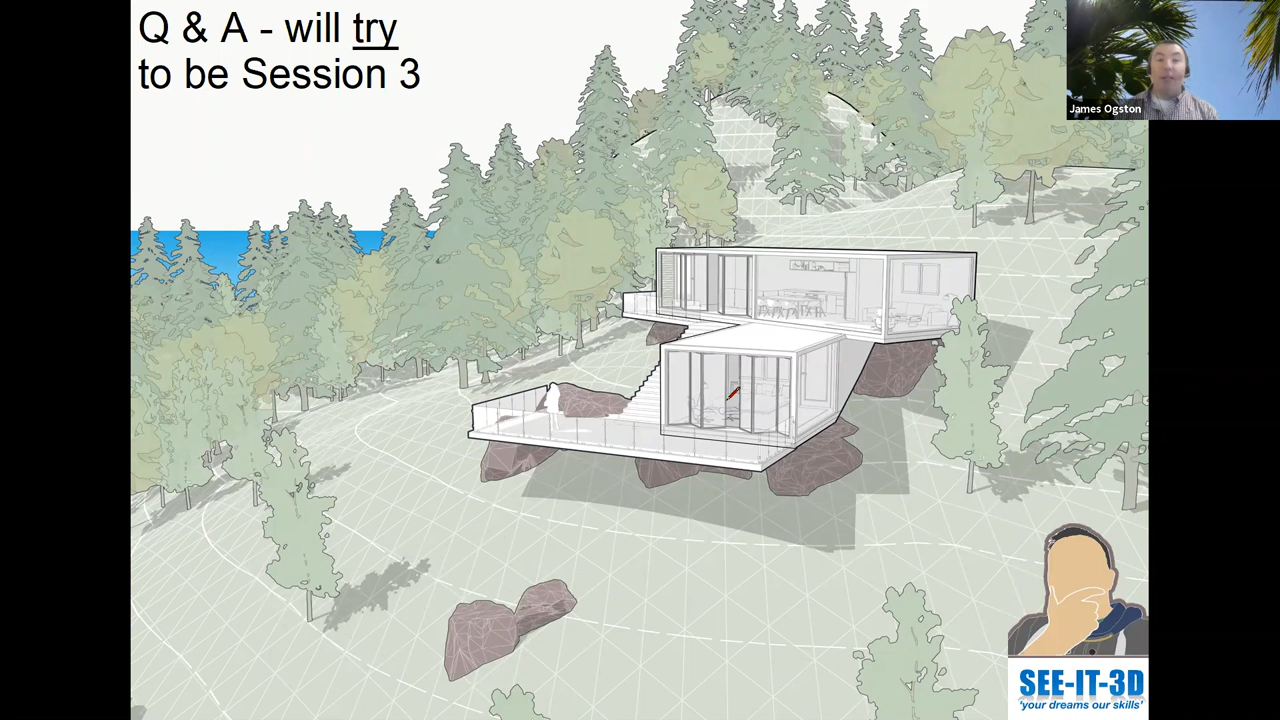 Q & A - will try
to be Session 3
James Ogston
SEE-IT-3D
'your dreams our skills'